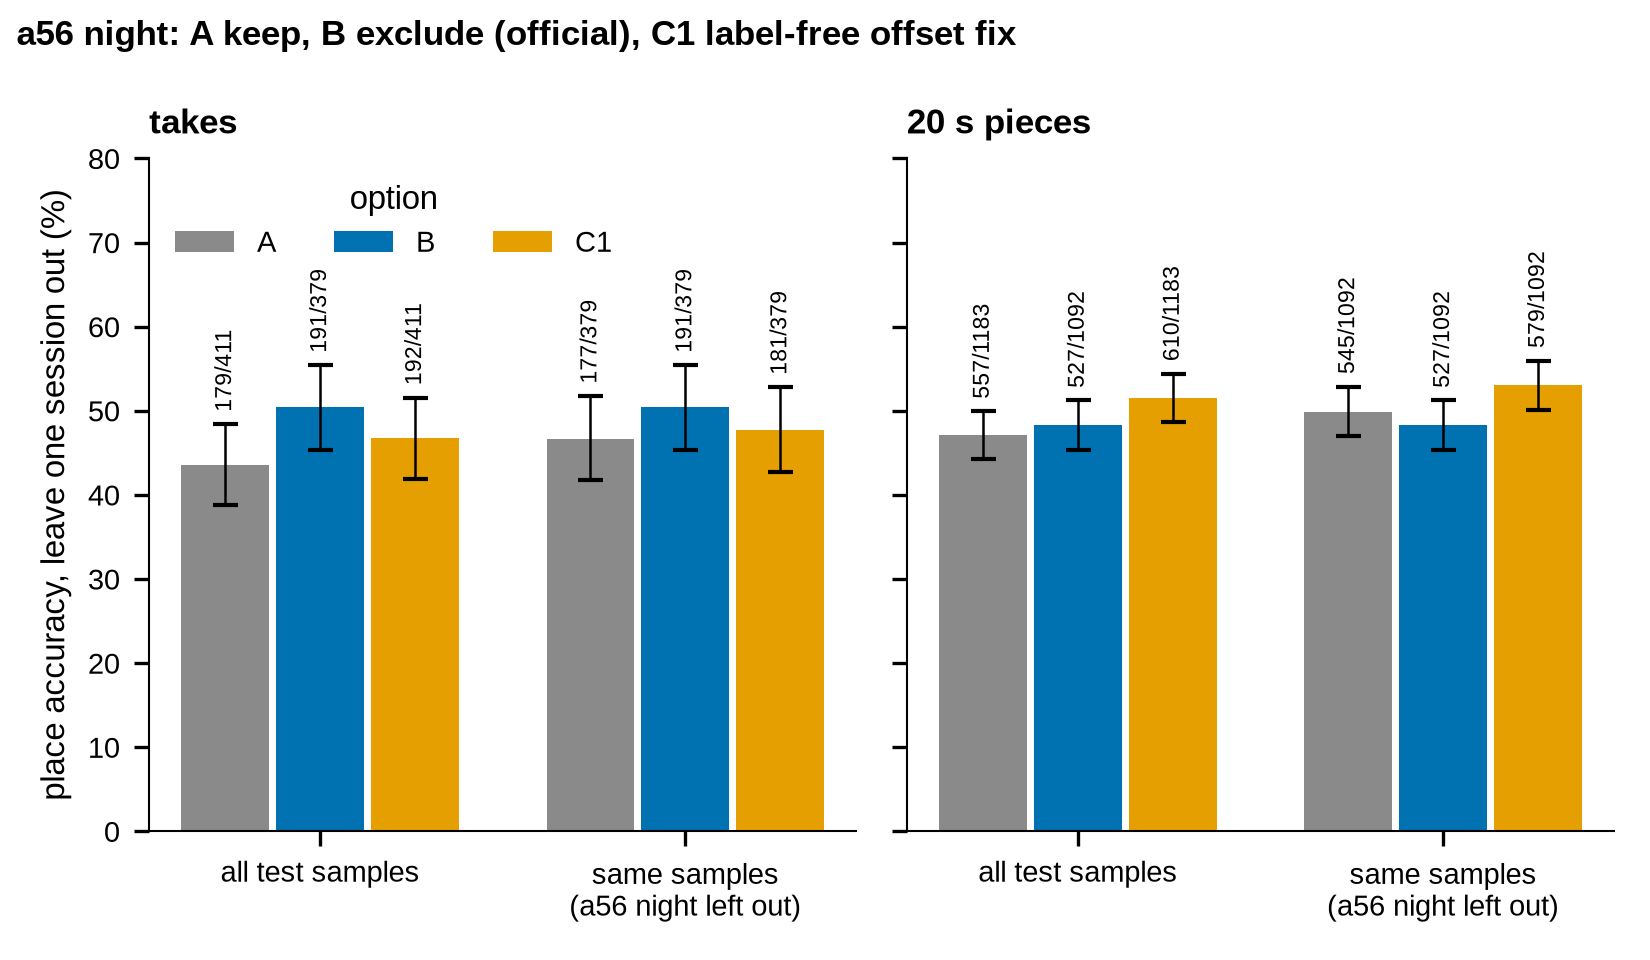 a56 night: A keep, B exclude (official), C1 label-free offset fix
takes
20 s pieces
place accuracy, leave one session out (%)
80
70
60
50
40
30
20
10
0
option
A
B
C1
179/411
191/379
192/411
177/379
191/379
181/379
557/1183
527/1092
610/1183
545/1092
527/1092
579/1092
all test samples
same samples
(a56 night left out)
all test samples
same samples
(a56 night left out)